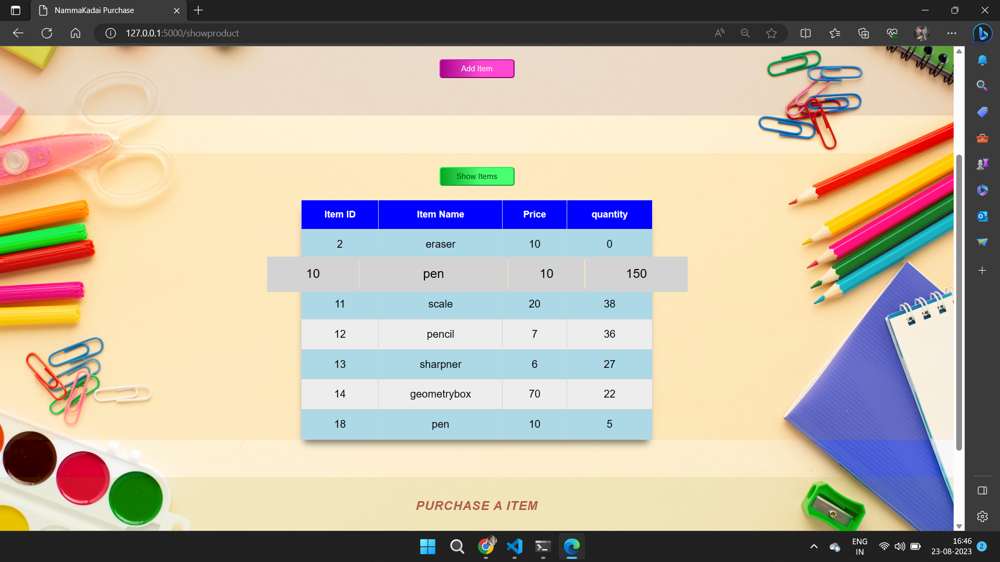 NammaKadai Purchase
127.0.0.1:5000/showproduct
Add Item
Show Items
Item ID Item Name Price quantity
2 eraser 10 0
10 pen 10 150
11 scale 20 38
12 pencil 7 36
13 sharpner 6 27
14 geometrybox 70 22
18 pen 10 5
PURCHASE A ITEM
ENG
IN
16:46
23-08-2023
2